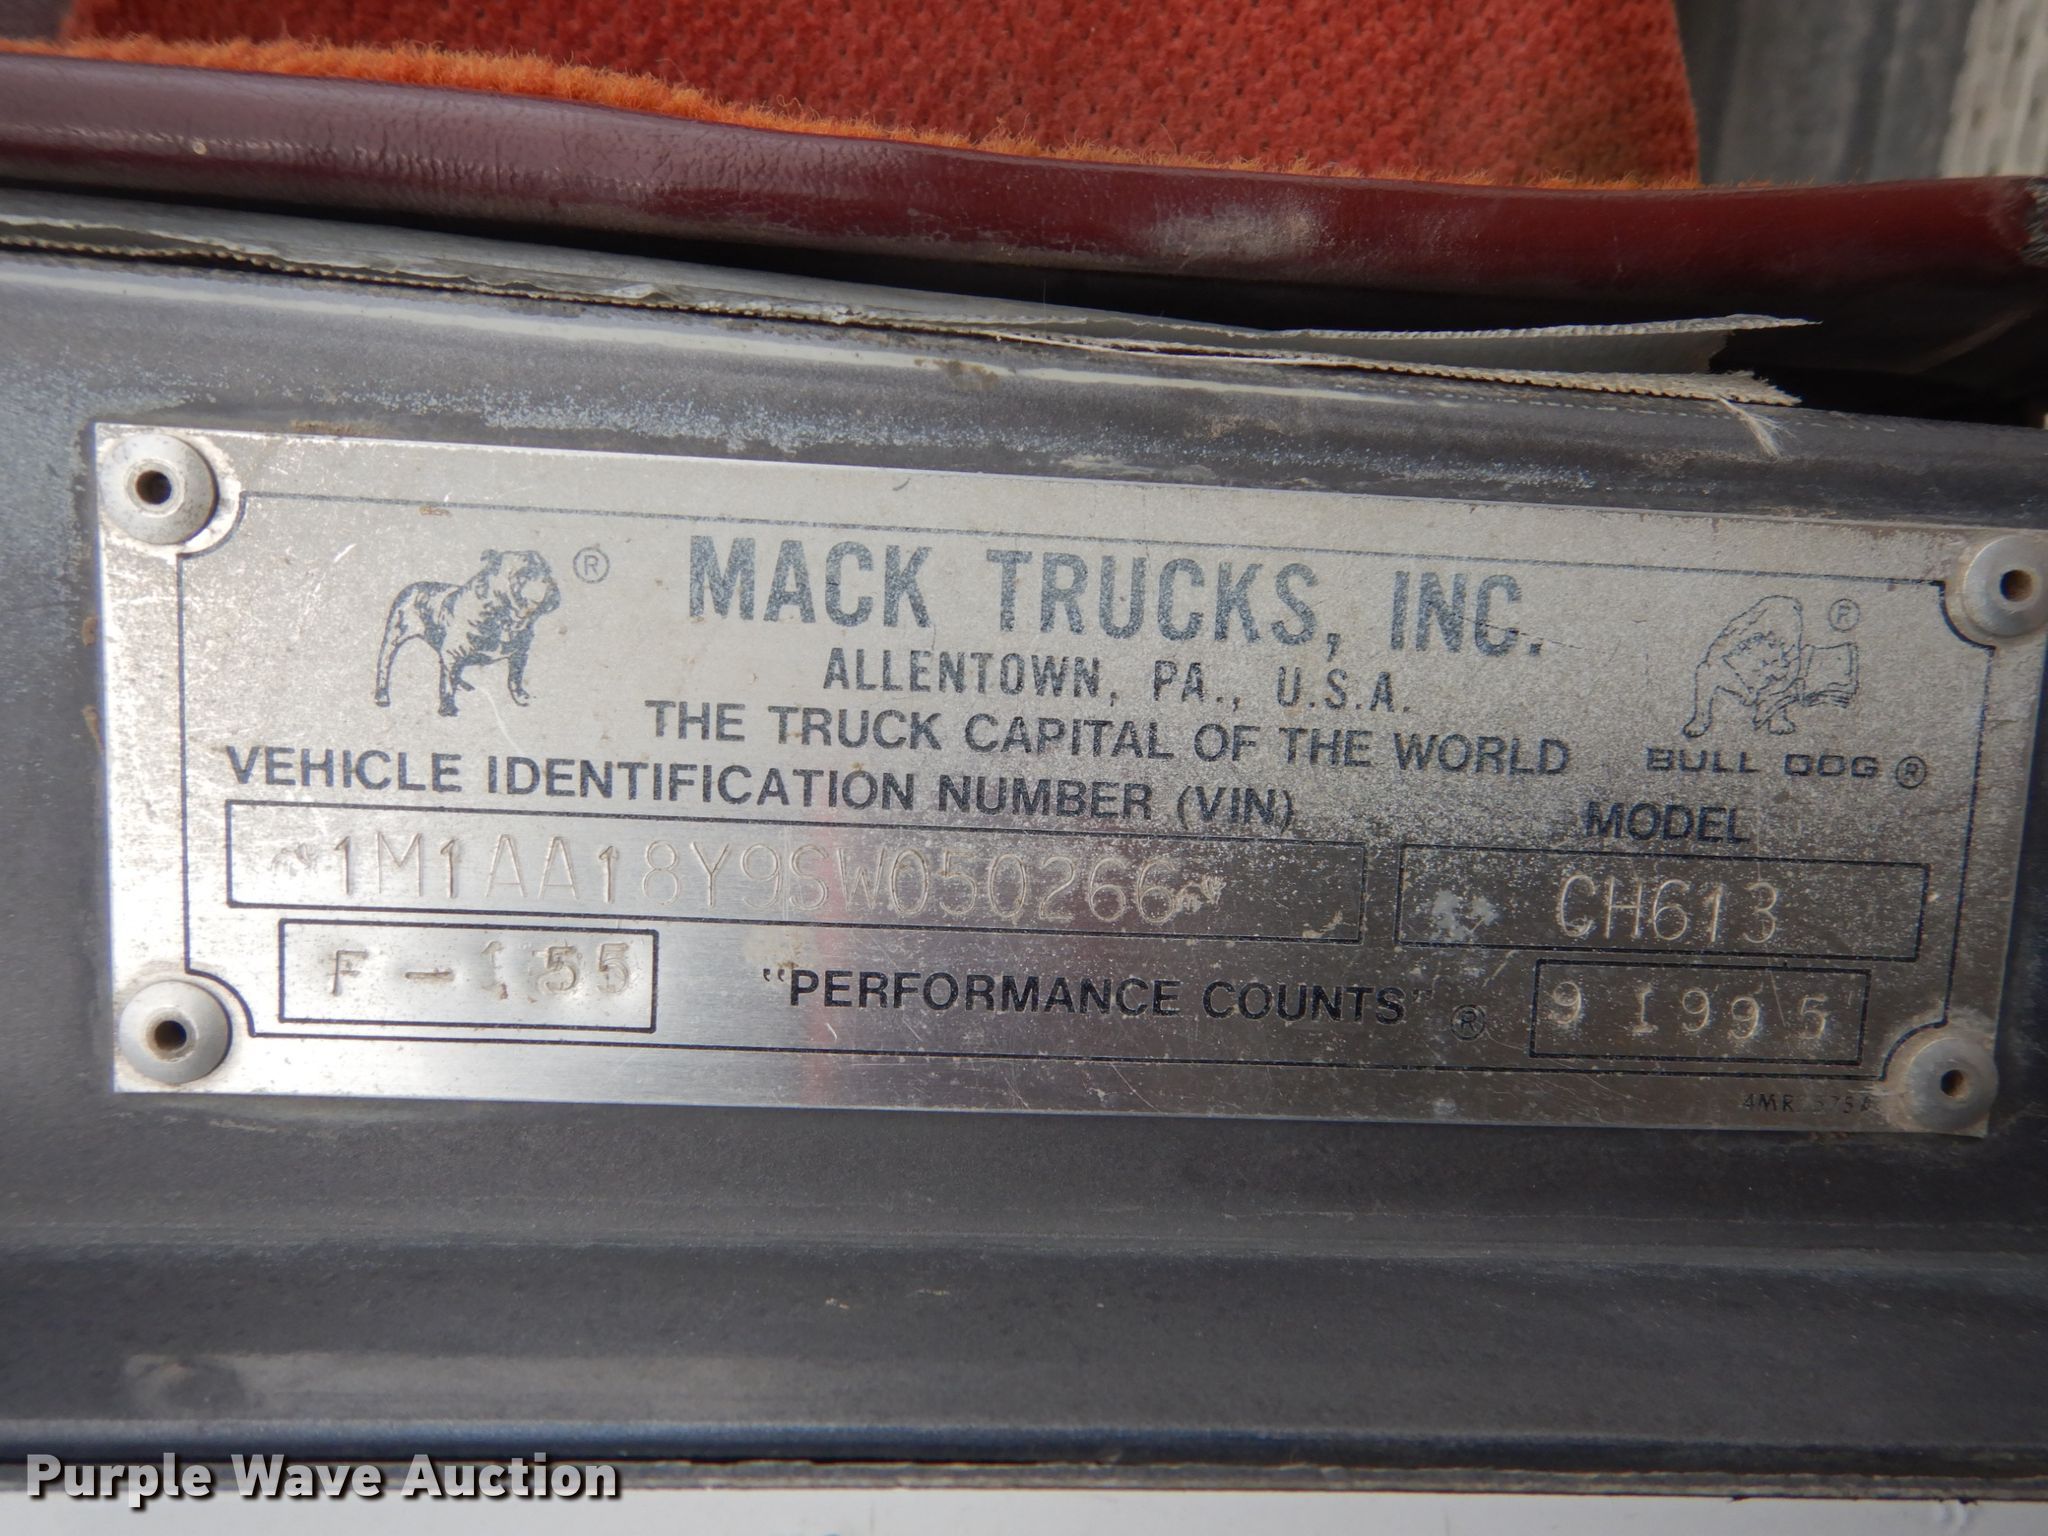 ®
MACK TRUCKS, INC.
®
ALLENTOWN, PA., U.S.A.
THE TRUCK CAPITAL OF THE WORLD
BULL DOG ®
VEHICLE IDENTIFICATION NUMBER (VIN)
MODEL
1M1AA18Y9SW050266
CH613
F-155
"PERFORMANCE COUNTS" ®
9 1995
4MR
Purple Wave Auction